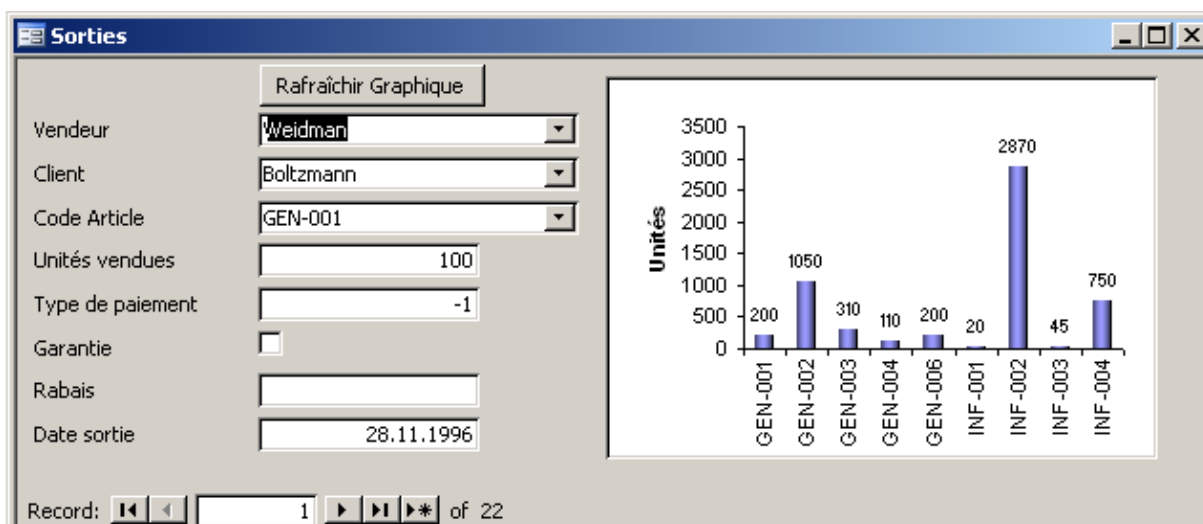 Sorties
Rafraîchir Graphique
Vendeur Weidman
Client Boltzmann
Code Article GEN-001
Unités vendues 100
Type de paiement -1
Garantie
Rabais
Date sortie 28.11.1996
Unités
3500
3000
2500
2000
1500
1000
500
0
200 1050 310 110 200 20 2870 45 750
GEN-001
GEN-002
GEN-003
GEN-004
GEN-006
INF-001
INF-002
INF-003
INF-004
Record: 1 of 22